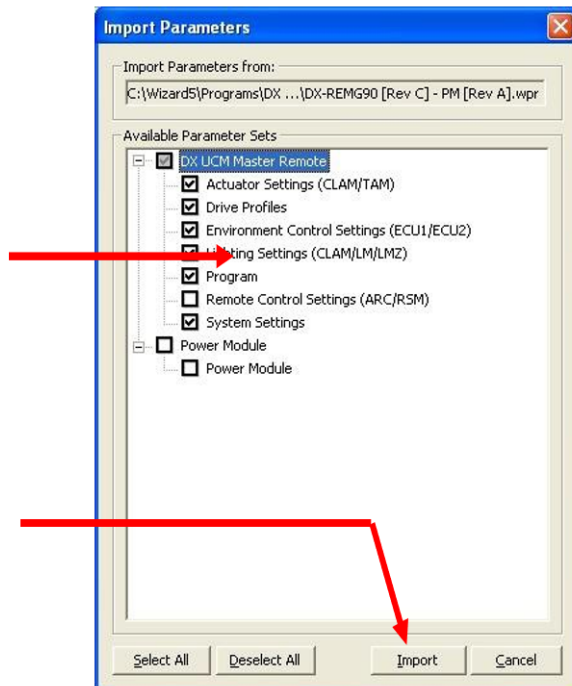 Import Parameters
Import Parameters from:
C:\Wizard5\Programs\DX ...\DX-REMG90 [Rev C] - PM [Rev A].wpr
Available Parameter Sets
DX UCM Master Remote
Actuator Settings (CLAM/TAM)
Drive Profiles
Environment Control Settings (ECU1/ECU2)
Lighting Settings (CLAM/LM/LMZ)
Program
Remote Control Settings (ARC/RSM)
System Settings
Power Module
Power Module
Select All Deselect All Import Cancel